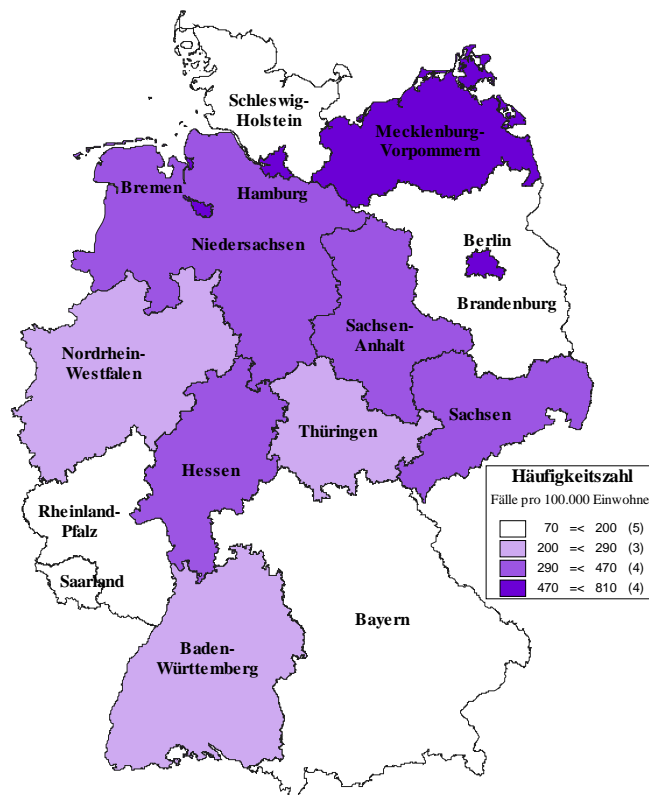 Schleswig-
Holstein
Mecklenburg-
Vorpommern
Bremen
Hamburg
Niedersachsen
Berlin
Brandenburg
Sachsen-
Anhalt
Nordrhein-
Westfalen
Sachsen
Thüringen
Hessen
Rheinland-
Pfalz
Saarland
Bayern
Baden-
Württemberg
Häufigkeitszahl
Fälle pro 100.000 Einwohne
70 =< 200 (5)
200 =< 290 (3)
290 =< 470 (4)
470 =< 810 (4)